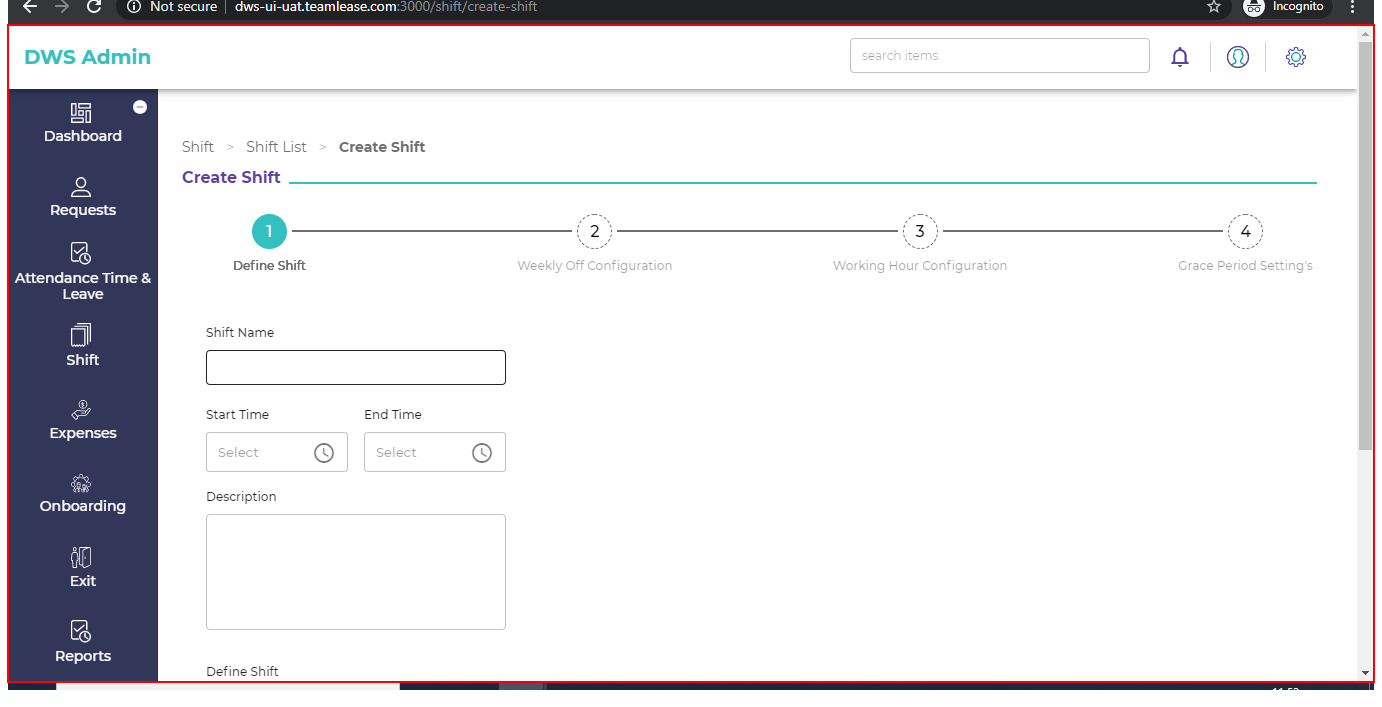 Not secure dws-ui-uat.teamlease.com:3000/shift/create-shift Incognito
DWS Admin
search items
Dashboard
Requests
Attendance Time &
Leave
Shift
Expenses
Onboarding
Exit
Reports
Shift > Shift List > Create Shift
Create Shift
1 2 3 4
Define Shift Weekly Off Configuration Working Hour Configuration Grace Period Setting's
Shift Name
Start Time End Time
Select Select
Description
Define Shift